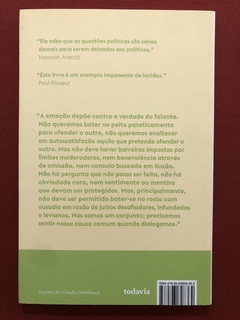 "Ela sabe que as questões políticas são sérias
demais para serem deixadas aos políticos."
Hannah Arendt
"Este livro é um exemplo imponente de lucidez."
Paul Ricoeur
"A emoção depõe contra a verdade do falante.
Não queremos bater no peito pateticamente
para ofender o outro, não queremos enaltecer
em autossatisfação aquilo que pretende ofender o
outro. Mas não deve haver barreiras impostas por
limites moderadores, nem benevolência através
de omissão, nem consolo baseado em ilusão.
Não há pergunta que não possa ser feita, não há
obviedade cara, nem sentimento ou mentira
que devam ser protegidos. Mas, principalmente,
não deve ser permitido bater-se no rosto com
ousadia em razão de juízos desafiadores, infundados
e levianos. Nós somos um conjunto; precisamos
sentir nossa causa comum quando dialogamos."
todavia